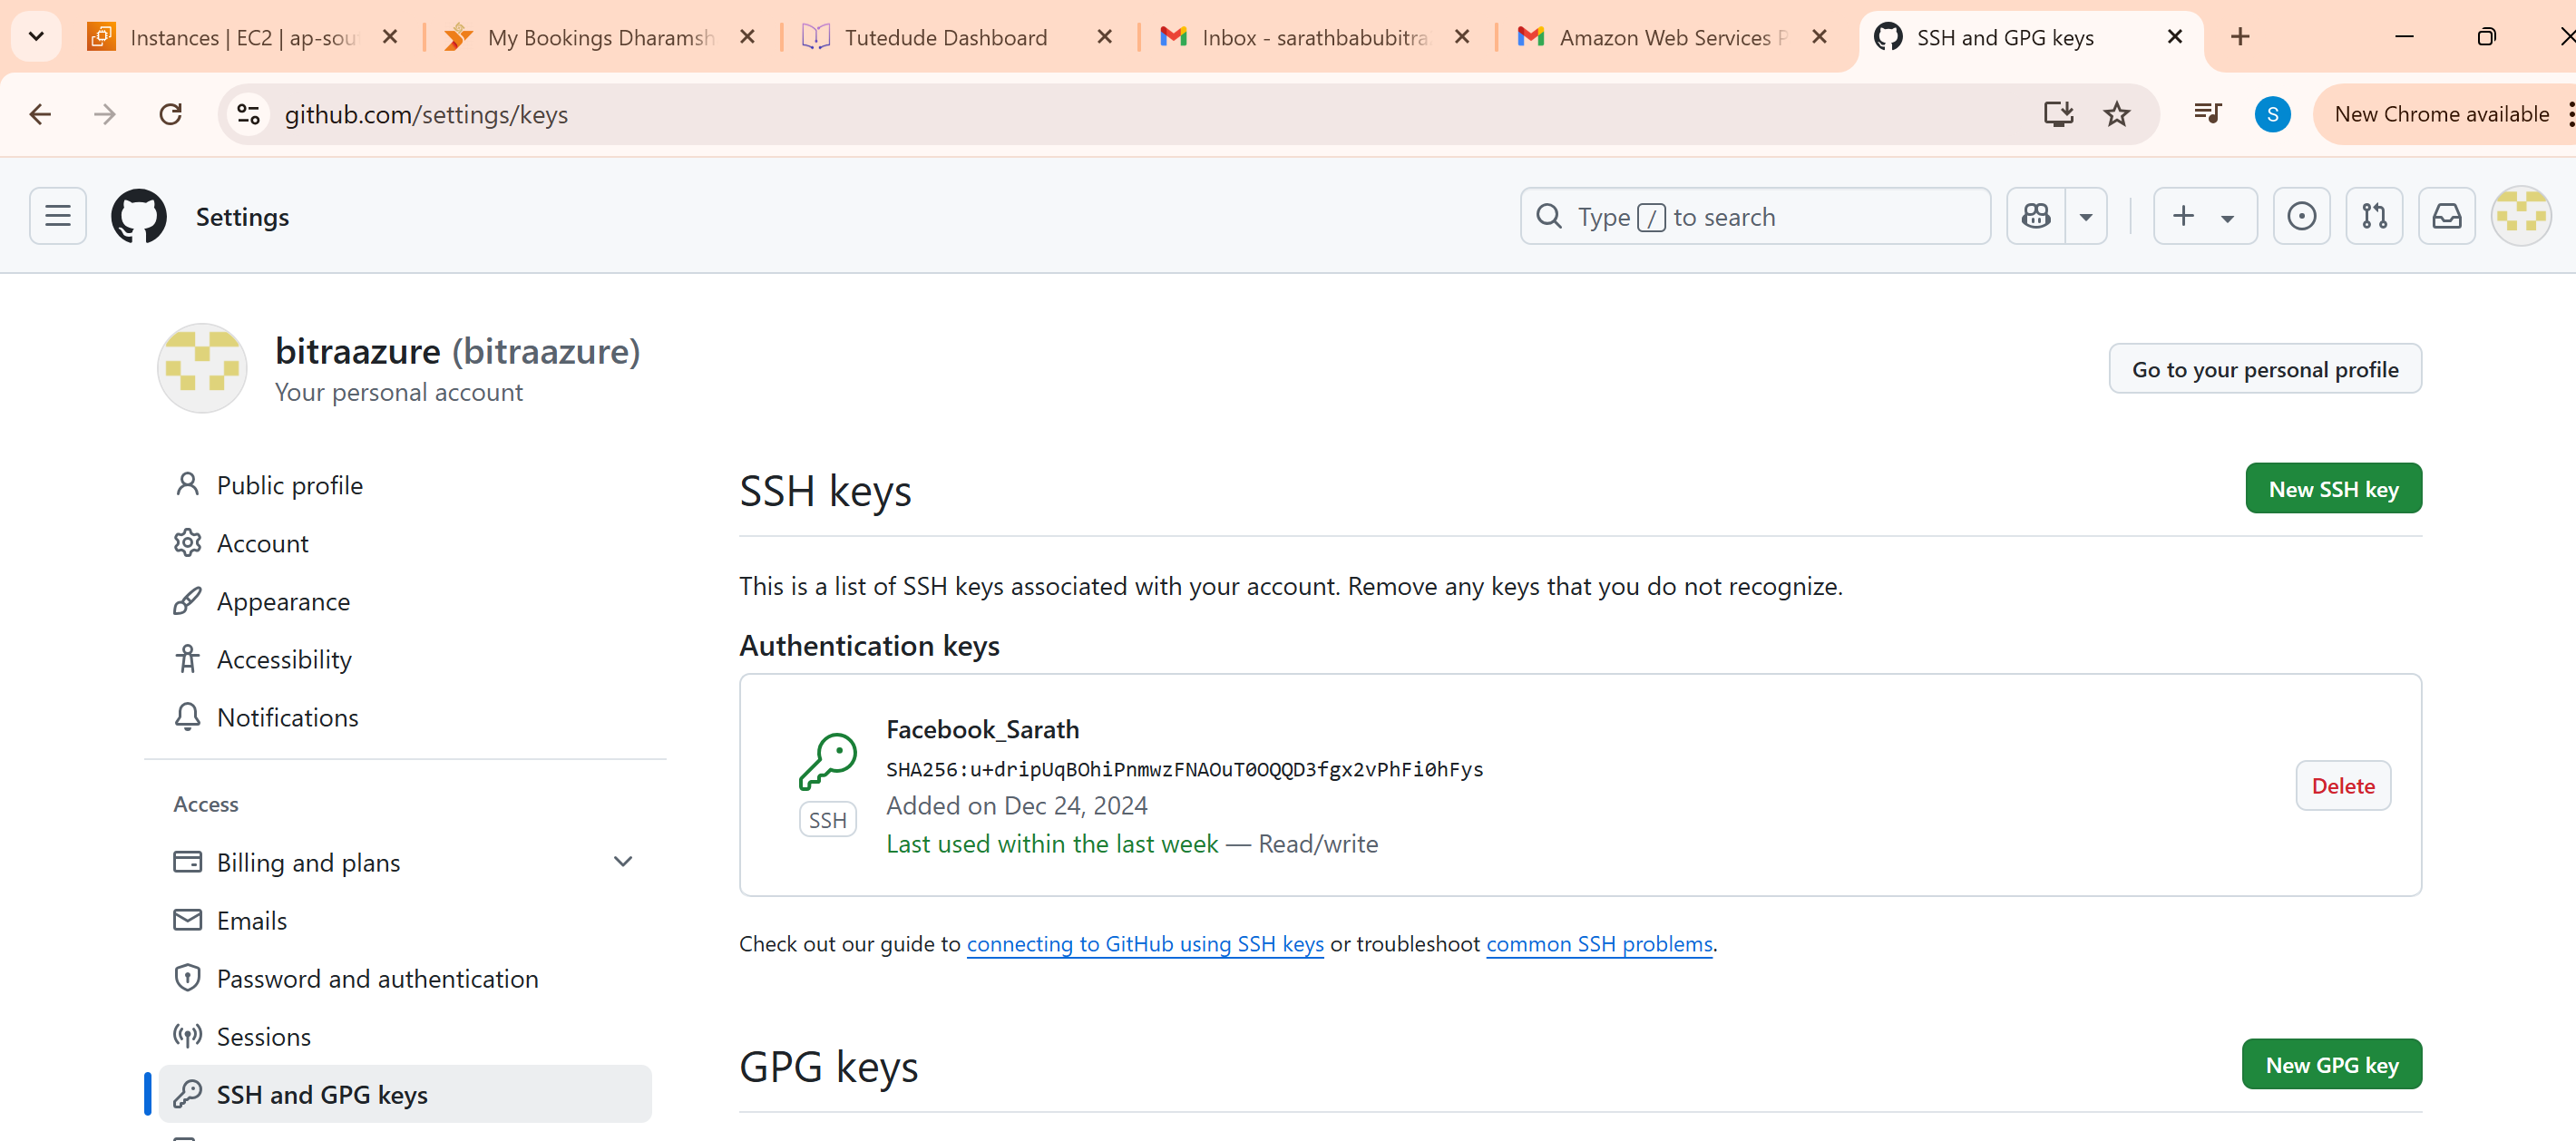 Instances | EC2 | ap-sou
My Bookings Dharamsh
Tutedude Dashboard
Inbox - sarathbabubitra
Amazon Web Services P
SSH and GPG keys
github.com/settings/keys
S
New Chrome available
Settings
Type / to search
bitraazure (bitraazure)
Your personal account
Go to your personal profile
Public profile
Account
Appearance
Accessibility
Notifications
Access
Billing and plans
Emails
Password and authentication
Sessions
SSH and GPG keys
SSH keys
New SSH key
This is a list of SSH keys associated with your account. Remove any keys that you do not recognize.
Authentication keys
Facebook_Sarath
SHA256:u+dripUqBOhiPnmwzFNAOuT0OQQD3fgx2vPhFi0hFys
SSH
Added on Dec 24, 2024
Last used within the last week — Read/write
Delete
Check out our guide to connecting to GitHub using SSH keys or troubleshoot common SSH problems.
GPG keys
New GPG key